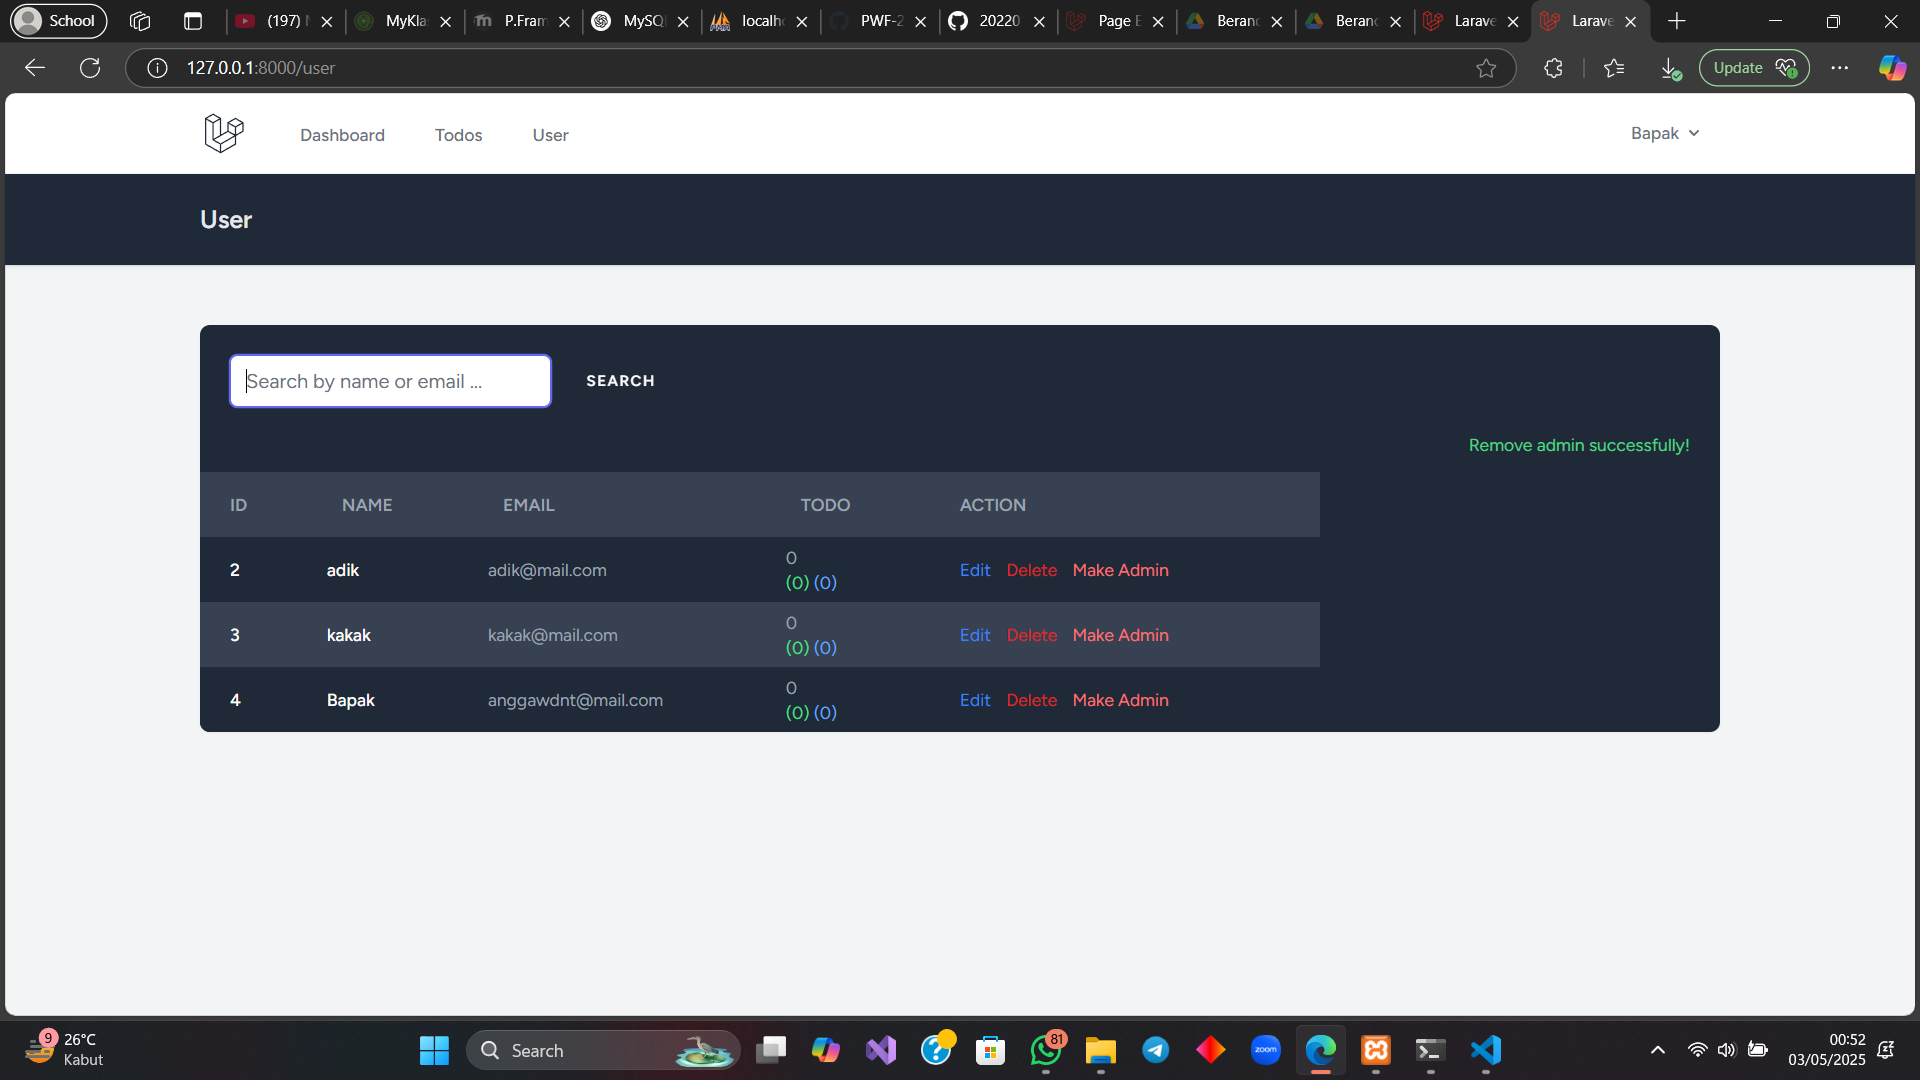 School
(197)
MyKla
P.Fram
MySQ
localho
PWF-2
20220
Page E
Beran
Beran
Larave
Larave
127.0.0.1:8000/user
Update
Dashboard
Todos
User
Bapak
User
Search by name or email ...
SEARCH
Remove admin successfully!
ID NAME EMAIL TODO ACTION
2 adik adik@mail.com 0 (0) (0) Edit Delete Make Admin
3 kakak kakak@mail.com 0 (0) (0) Edit Delete Make Admin
4 Bapak anggawdnt@mail.com 0 (0) (0) Edit Delete Make Admin
9
26°C
Kabut
Search
81
zoom
00:52
03/05/2025